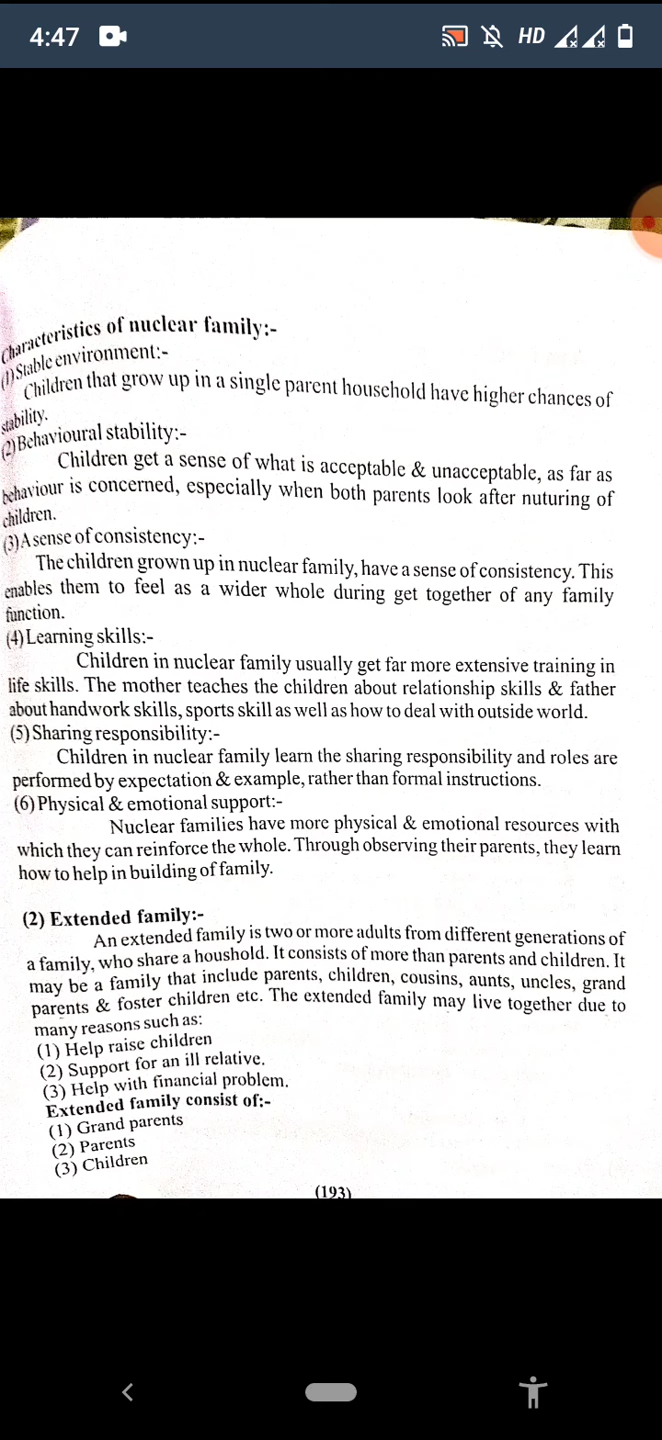 4:47
HD
Characteristics of nuclear family:-
(1)Stable environment:-
Children that grow up in a single parent household have higher chances of
stability.
(2)Behavioural stability:-
Children get a sense of what is acceptable & unacceptable, as far as
behaviour is concerned, especially when both parents look after nuturing of
children.
(3)A sense of consistency:-
The children grown up in nuclear family, have a sense of consistency. This
enables them to feel as a wider whole during get together of any family
function.
(4)Learning skills:-
Children in nuclear family usually get far more extensive training in
life skills. The mother teaches the children about relationship skills & father
about handwork skills, sports skill as well as how to deal with outside world.
(5)Sharing responsibility:-
Children in nuclear family learn the sharing responsibility and roles are
performed by expectation & example, rather than formal instructions.
(6)Physical & emotional support:-
Nuclear families have more physical & emotional resources with
which they can reinforce the whole. Through observing their parents, they learn
how to help in building of family.
(2) Extended family:-
An extended family is two or more adults from different generations of
a family, who share a houshold. It consists of more than parents and children. It
may be a family that include parents, children, cousins, aunts, uncles, grand
parents & foster children etc. The extended family may live together due to
many reasons such as:
(1) Help raise children
(2) Support for an ill relative.
(3) Help with financial problem.
Extended family consist of:-
(1) Grand parents
(2) Parents
(3) Children
(193)